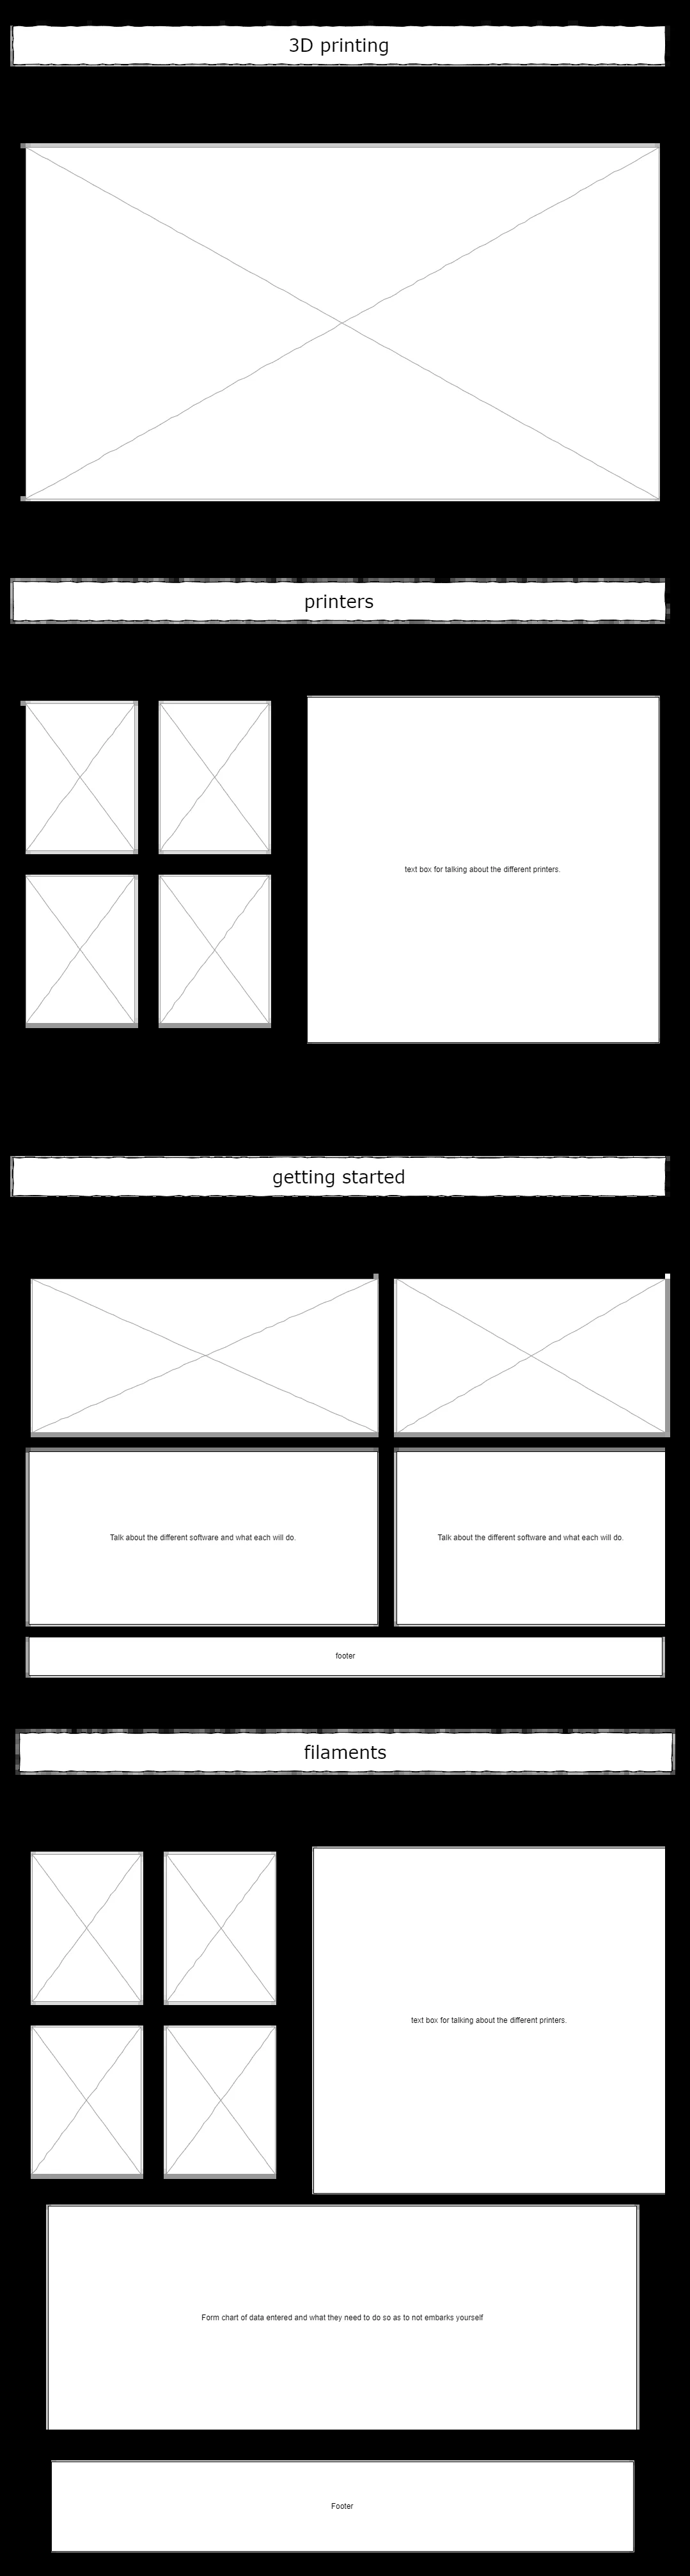 3D printing
printers
text box for talking about the different printers.
getting started
Talk about the different software and what each will do.
Talk about the different software and what each will do.
footer
filaments
text box for talking about the different printers.
Form chart of data entered and what they need to do so as to not embarks yourself
Footer